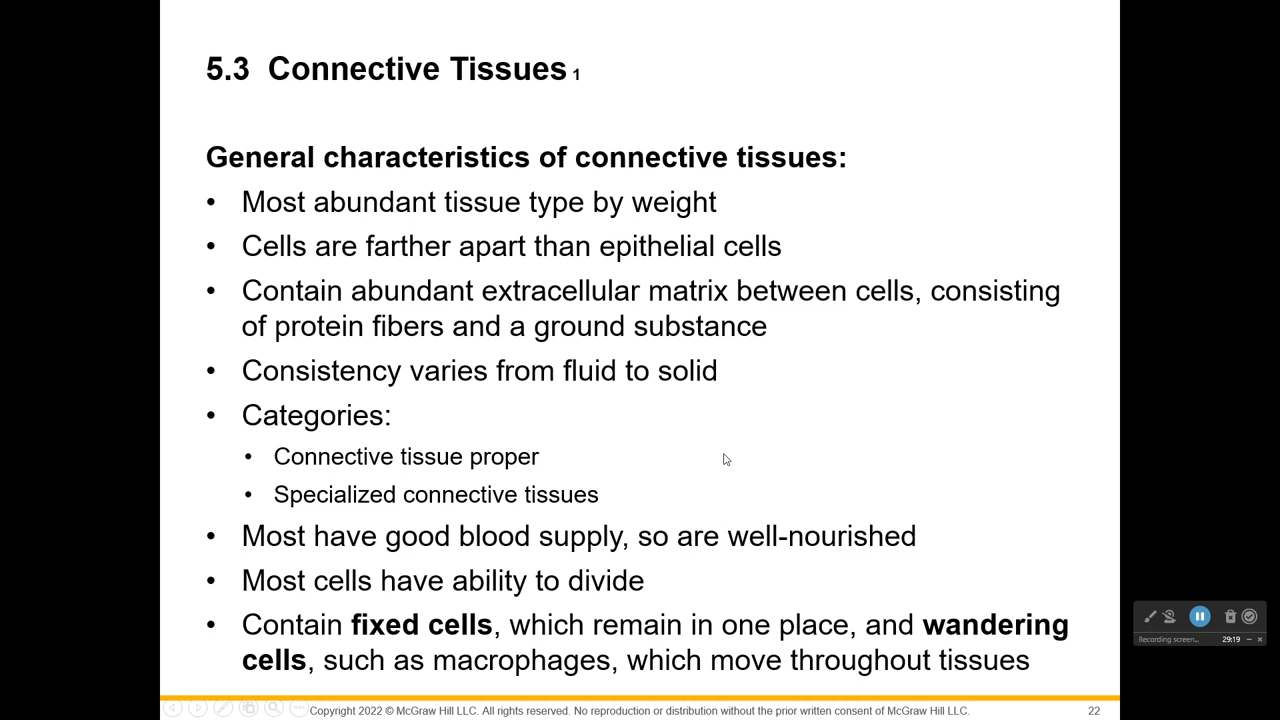 5.3 Connective Tissues 1
General characteristics of connective tissues:
• Most abundant tissue type by weight
• Cells are farther apart than epithelial cells
• Contain abundant extracellular matrix between cells, consisting
of protein fibers and a ground substance
• Consistency varies from fluid to solid
• Categories:
• Connective tissue proper
• Specialized connective tissues
• Most have good blood supply, so are well-nourished
• Most cells have ability to divide
• Contain fixed cells, which remain in one place, and wandering
cells, such as macrophages, which move throughout tissues
Recording screen... 29:19
Copyright 2022 © McGraw Hill LLC. All rights reserved. No reproduction or distribution without the prior written consent of McGraw Hill LLC. 22